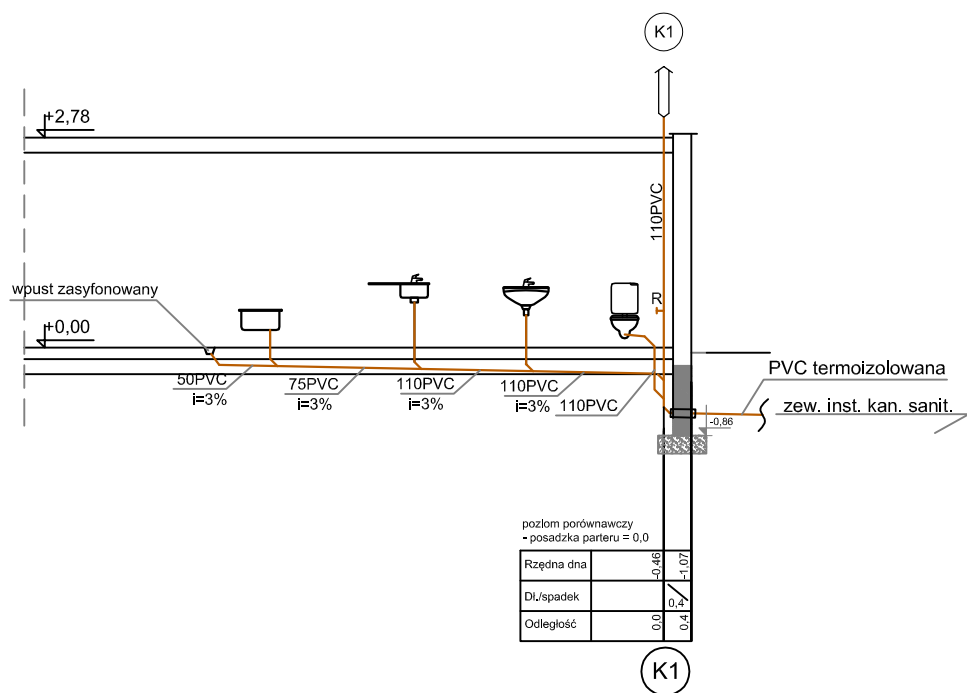 K1
+2,78
110PVC
wpust zasyfonowany
R
+0,00
50PVC
i=3%
75PVC
i=3%
110PVC
i=3%
110PVC
i=3%
110PVC
PVC termoizolowana
zew. inst. kan. sanit.
-0,86
poziom porównawczy
- posadzka parteru = 0,0
Rzędna dna -0,46 -1,07
Dł./spadek 0,4
Odległość 0,0 0,4
K1